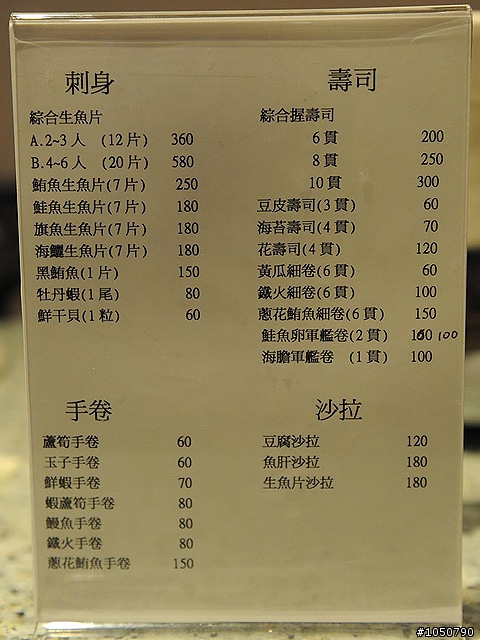 刺身
綜合生魚片
A.2~3人 (12片) 360
B.4~6人 (20片) 580
鮪魚生魚片(7片) 250
鮭魚生魚片(7片) 180
旗魚生魚片(7片) 180
海鱺生魚片(7片) 180
黑鮪魚(1片) 150
牡丹蝦(1尾) 80
鮮干貝(1粒) 60
壽司
綜合握壽司
6貫 200
8貫 250
10貫 300
豆皮壽司(3貫) 60
海苔壽司(4貫) 70
花壽司(4貫) 120
黃瓜細卷(6貫) 60
鐵火細卷(6貫) 100
蔥花鮪魚細卷(6貫) 150
鮭魚卵軍艦卷(2貫) 100
海膽軍艦卷 (1貫) 100
手卷
蘆筍手卷 60
玉子手卷 60
鮮蝦手卷 70
蝦蘆筍手卷 80
鰻魚手卷 80
鐵火手卷 80
蔥花鮪魚手卷 150
沙拉
豆腐沙拉 120
魚肝沙拉 180
生魚片沙拉 180
#1050790